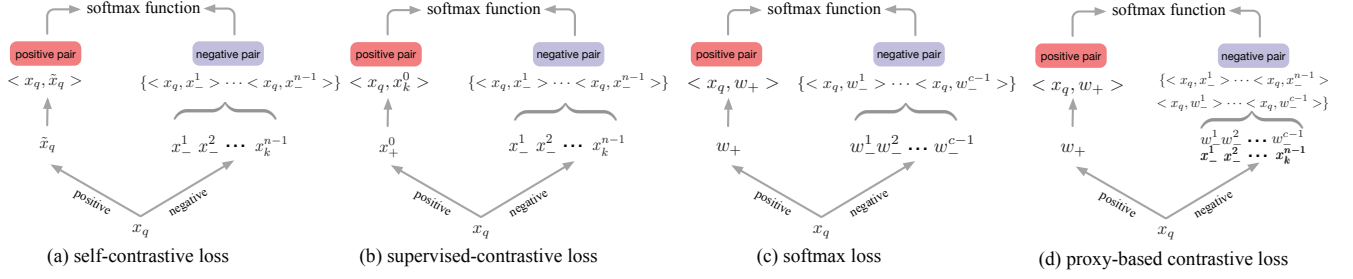 softmax function
positive pair
negative pair
< x_q, x̃_q >
{< x_q, x_-^1 > ⋯ < x_q, x_-^{n-1} >}
x̃_q
x_-^1 x_-^2 ⋯ x_k^{n-1}
positive
negative
x_q
(a) self-contrastive loss
softmax function
positive pair
negative pair
< x_q, x_k^0 >
{< x_q, x_-^1 > ⋯ < x_q, x_-^{n-1} >}
x_+^0
x_-^1 x_-^2 ⋯ x_k^{n-1}
positive
negative
x_q
(b) supervised-contrastive loss
softmax function
positive pair
negative pair
< x_q, w_+ >
{< x_q, w_-^1 > ⋯ < x_q, w_-^{c-1} >}
w_+
w_-^1 w_-^2 ⋯ w_-^{c-1}
positive
negative
x_q
(c) softmax loss
softmax function
positive pair
negative pair
< x_q, w_+ >
{< x_q, x_-^1 > ⋯ < x_q, x_-^{n-1} >
< x_q, w_-^1 > ⋯ < x_q, w_-^{c-1} >}
w_+
w_-^1 w_-^2 ⋯ w_-^{c-1}
x_-^1 x_-^2 ⋯ x_k^{n-1}
positive
negative
x_q
(d) proxy-based contrastive loss